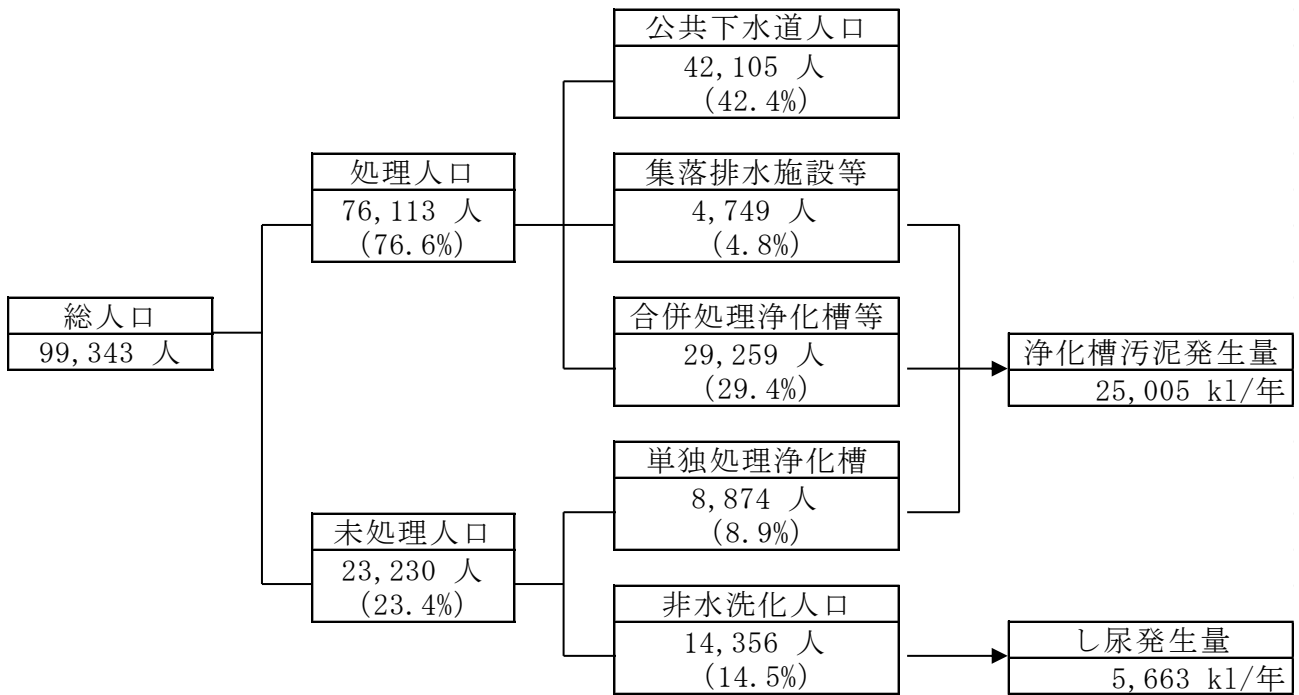 総人口
99,343 人
処理人口
76,113 人
(76.6%)
未処理人口
23,230 人
(23.4%)
公共下水道人口
42,105 人
(42.4%)
集落排水施設等
4,749 人
(4.8%)
合併処理浄化槽等
29,259 人
(29.4%)
単独処理浄化槽
8,874 人
(8.9%)
非水洗化人口
14,356 人
(14.5%)
浄化槽汚泥発生量
25,005 kl/年
し尿発生量
5,663 kl/年